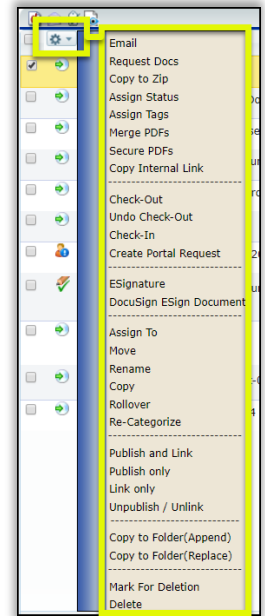 Email
Request Docs
Copy to Zip
Assign Status
Assign Tags
Merge PDFs
Secure PDFs
Copy Internal Link
--------------------
Check-Out
Undo Check-Out
Check-In
Create Portal Request
--------------------
ESignature
DocuSign ESign Document
--------------------
Assign To
Move
Rename
Copy
Rollover
Re-Categorize
--------------------
Publish and Link
Publish only
Link only
Unpublish / Unlink
--------------------
Copy to Folder(Append)
Copy to Folder(Replace)
--------------------
Mark For Deletion
Delete